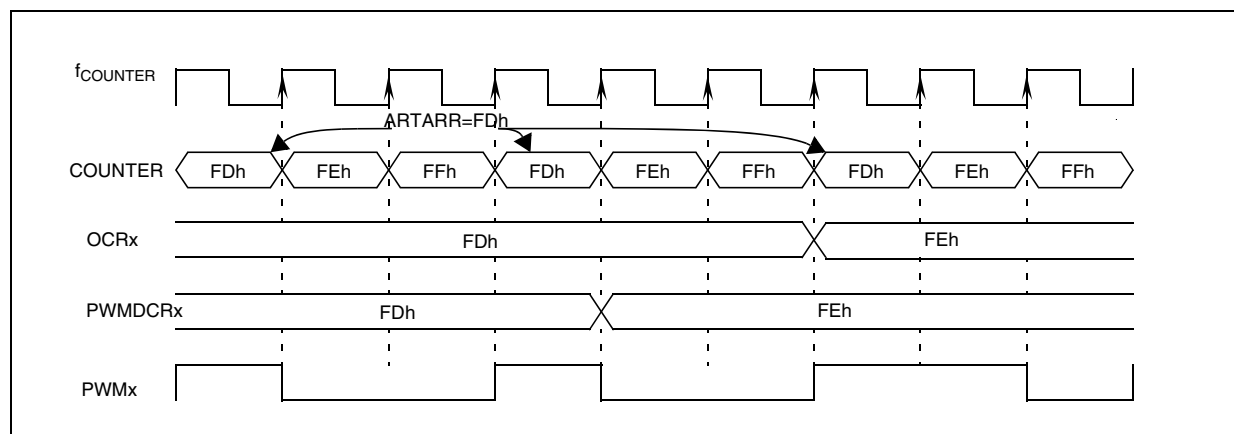 fCOUNTER
ARTARR=FDh
COUNTER FDh FEh FFh FDh FEh FFh FDh FEh FFh
OCRx FDh FEh
PWMDCRx FDh FEh
PWMx